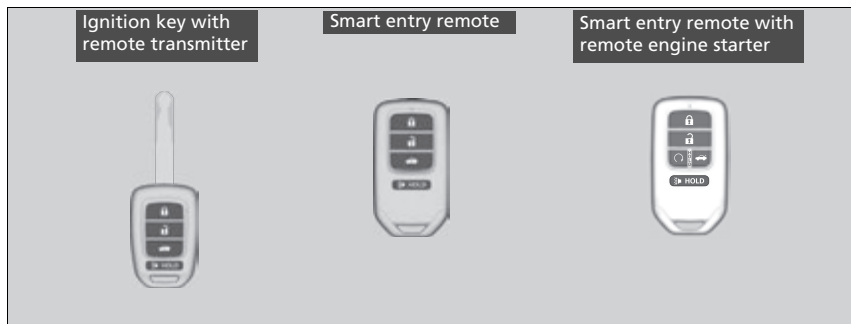 Ignition key with
remote transmitter
Smart entry remote
Smart entry remote with
remote engine starter
HOLD
HOLD
HOLD